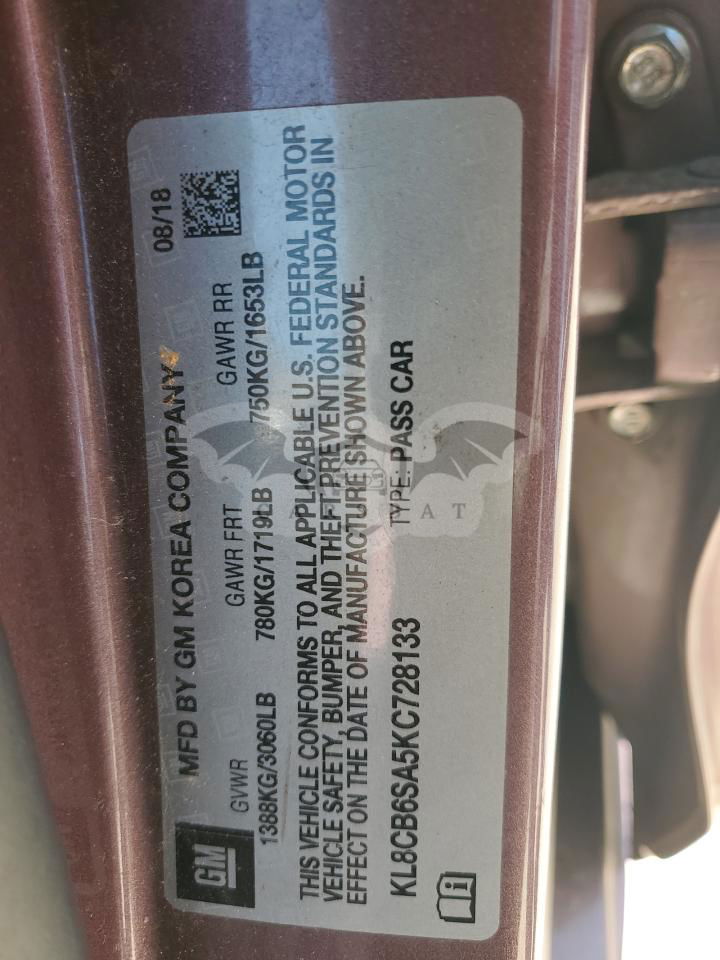 MFD BY GM KOREA COMPANY 08/18
GM
GVWR GAWR FRT GAWR RR
1388KG/3060LB 780KG/1719LB 750KG/1653LB
THIS VEHICLE CONFORMS TO ALL APPLICABLE U.S. FEDERAL MOTOR
VEHICLE SAFETY, BUMPER, AND THEFT PREVENTION STANDARDS IN
EFFECT ON THE DATE OF MANUFACTURE SHOWN ABOVE.
KL8CB6SA5KC728133 TYPE: PASS CAR